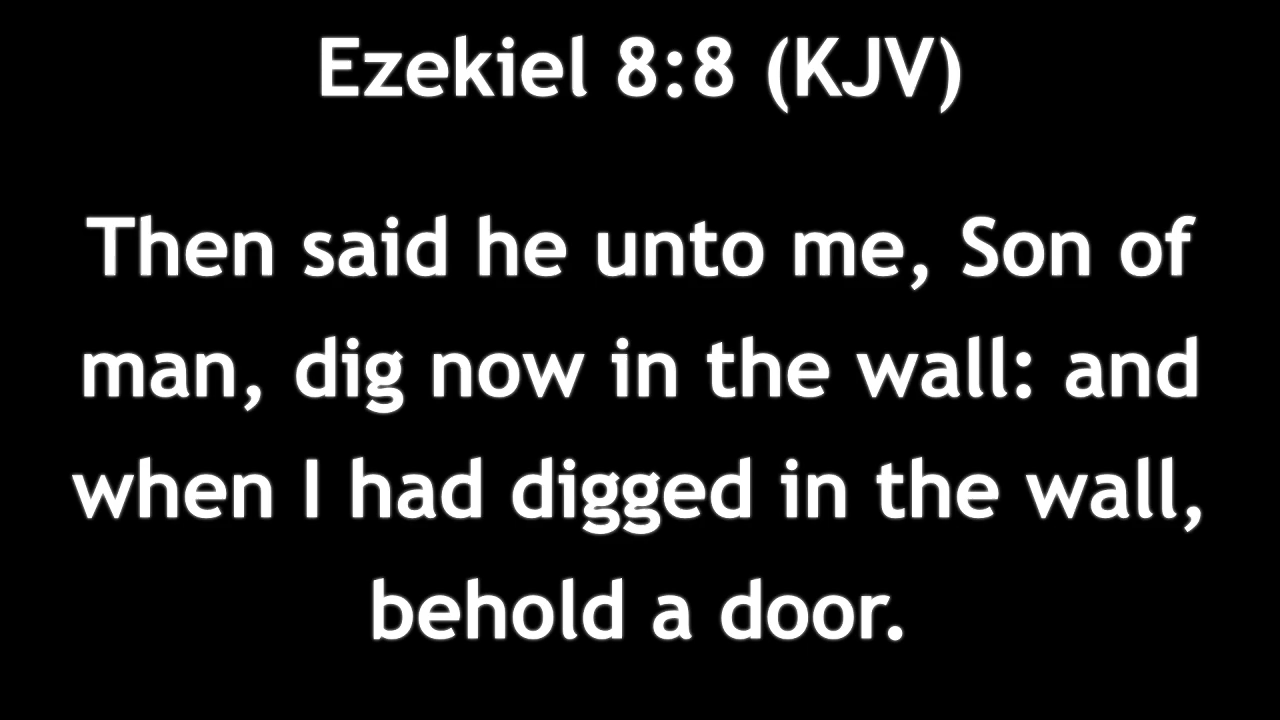 Ezekiel 8:8 (KJV)
Then said he unto me, Son of
man, dig now in the wall: and
when I had digged in the wall,
behold a door.